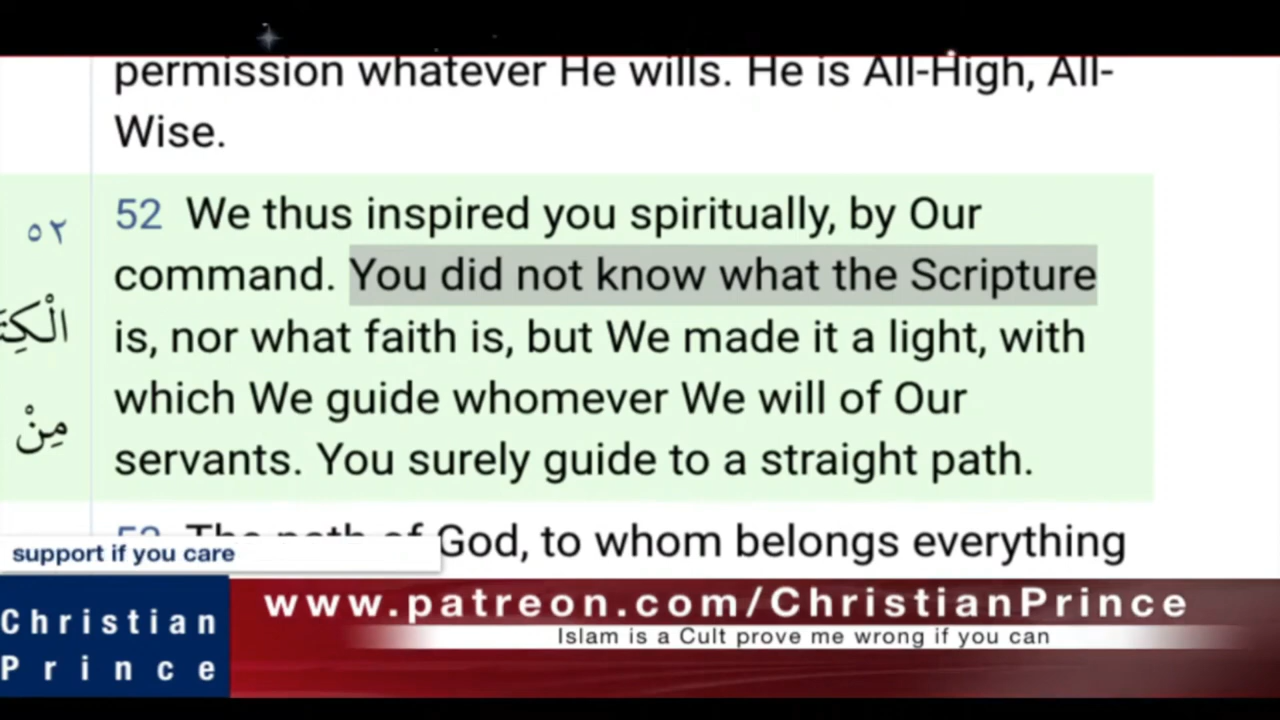 permission whatever He wills. He is All-High, All-
Wise.
٥٢
52 We thus inspired you spiritually, by Our
command. You did not know what the Scripture
is, nor what faith is, but We made it a light, with
which We guide whomever We will of Our
servants. You surely guide to a straight path.
مِنْ
God, to whom belongs everything
support if you care
Christian
Prince
www.patreon.com/ChristianPrince
Islam is a Cult prove me wrong if you can